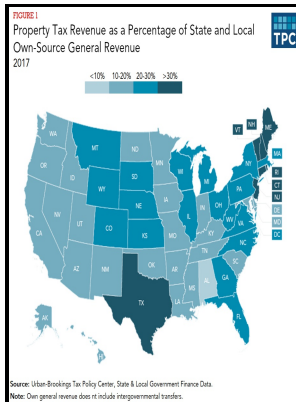 FIGURE 1
Property Tax Revenue as a Percentage of State and Local
Own-Source General Revenue
2017
TPC
<10% 10-20% 20-30% >30%
WA
MT
ND
MN
OR
ID
WY
SD
WI
MI
NY
VT
NH
ME
MA
RI
CT
NJ
DE
MD
DC
NV
UT
CO
NE
IA
IL
IN
OH
PA
WV
VA
CA
KS
MO
KY
NC
TN
SC
AZ
NM
OK
AR
MS
AL
GA
TX
LA
FL
AK
Source: Urban-Brookings Tax Policy Center, State & Local Government Finance Data.
Note: Own general revenue does nt include intergovernmental transfers.